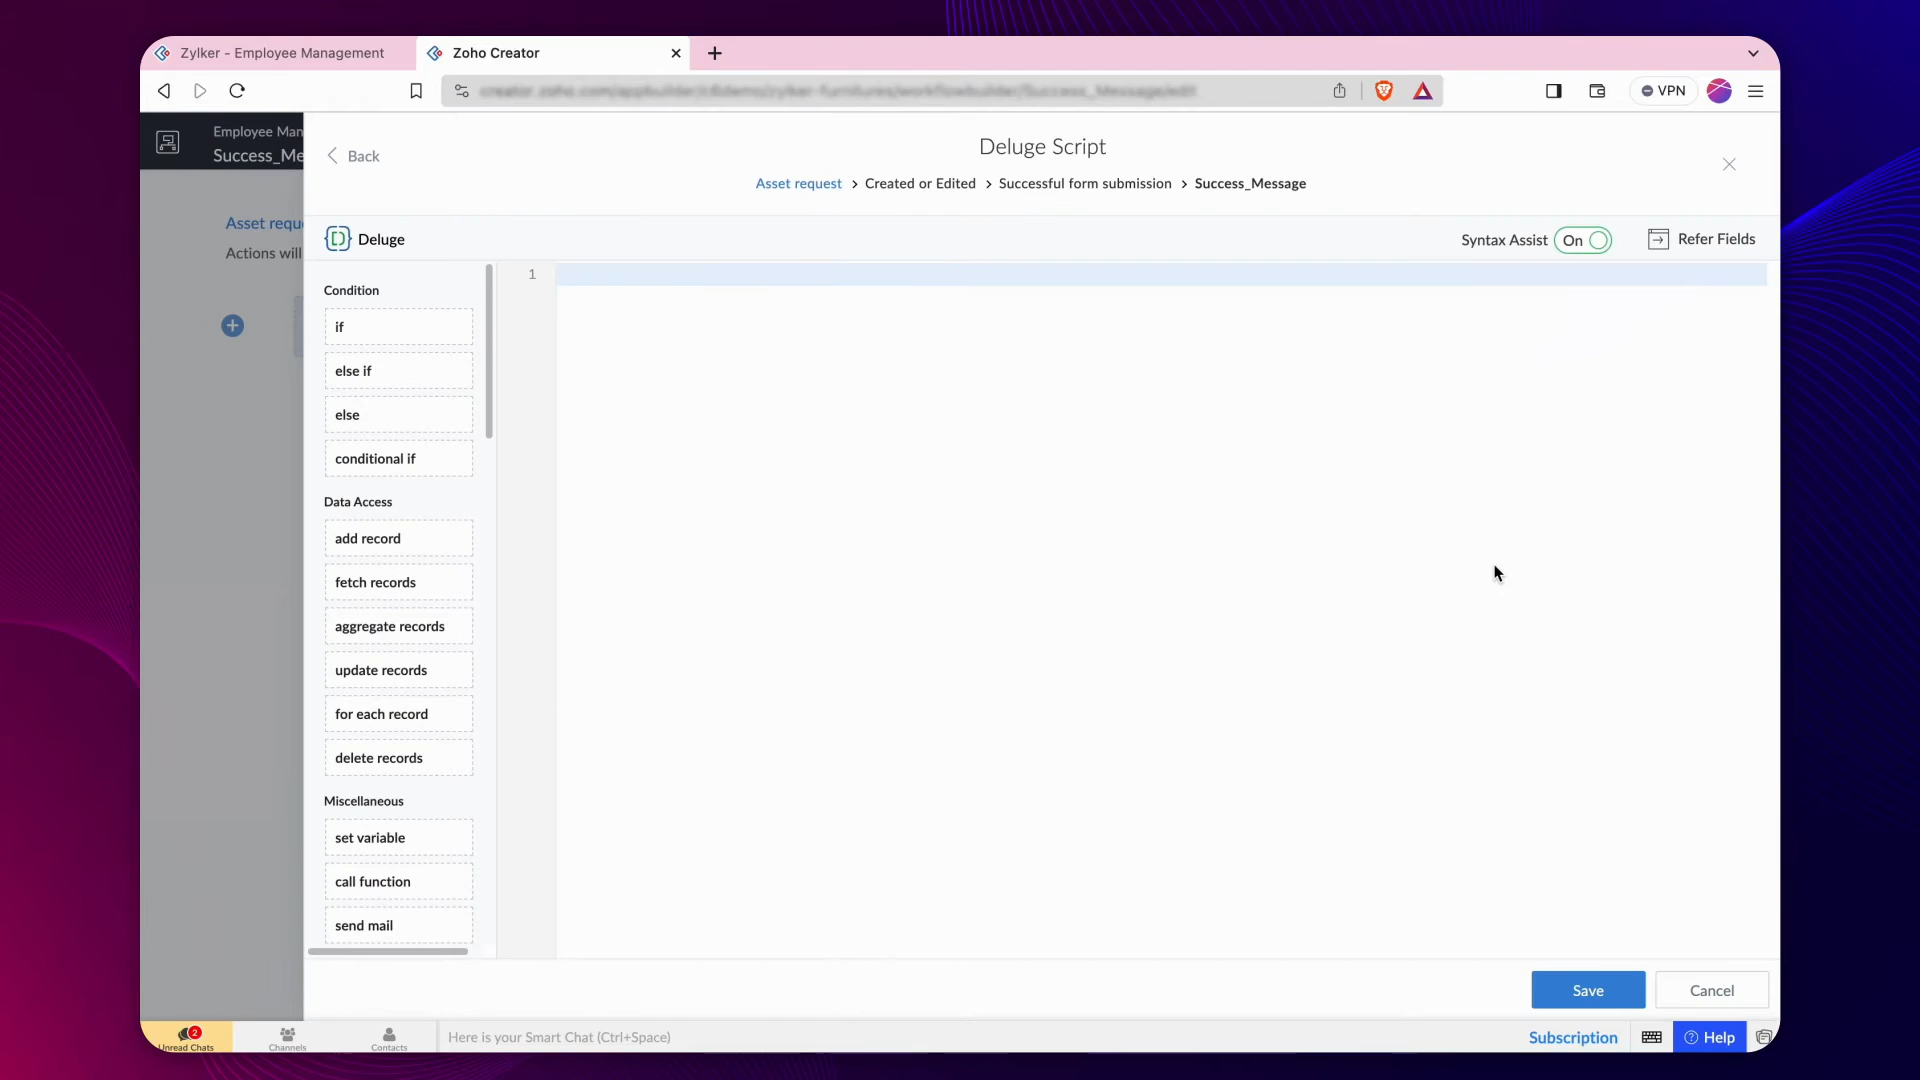 Zylker - Employee Management
Zoho Creator
VPN
Employee Man
Success_Me
Back
Deluge Script
Asset request > Created or Edited > Successful form submission > Success_Message
Asset requ
Actions will
Deluge
Syntax Assist On
Refer Fields
1
Condition
if
else if
else
conditional if
Data Access
add record
fetch records
aggregate records
update records
for each record
delete records
Miscellaneous
set variable
call function
send mail
Save
Cancel
2
Unread Chats
Channels
Contacts
Here is your Smart Chat (Ctrl+Space)
Subscription
Help